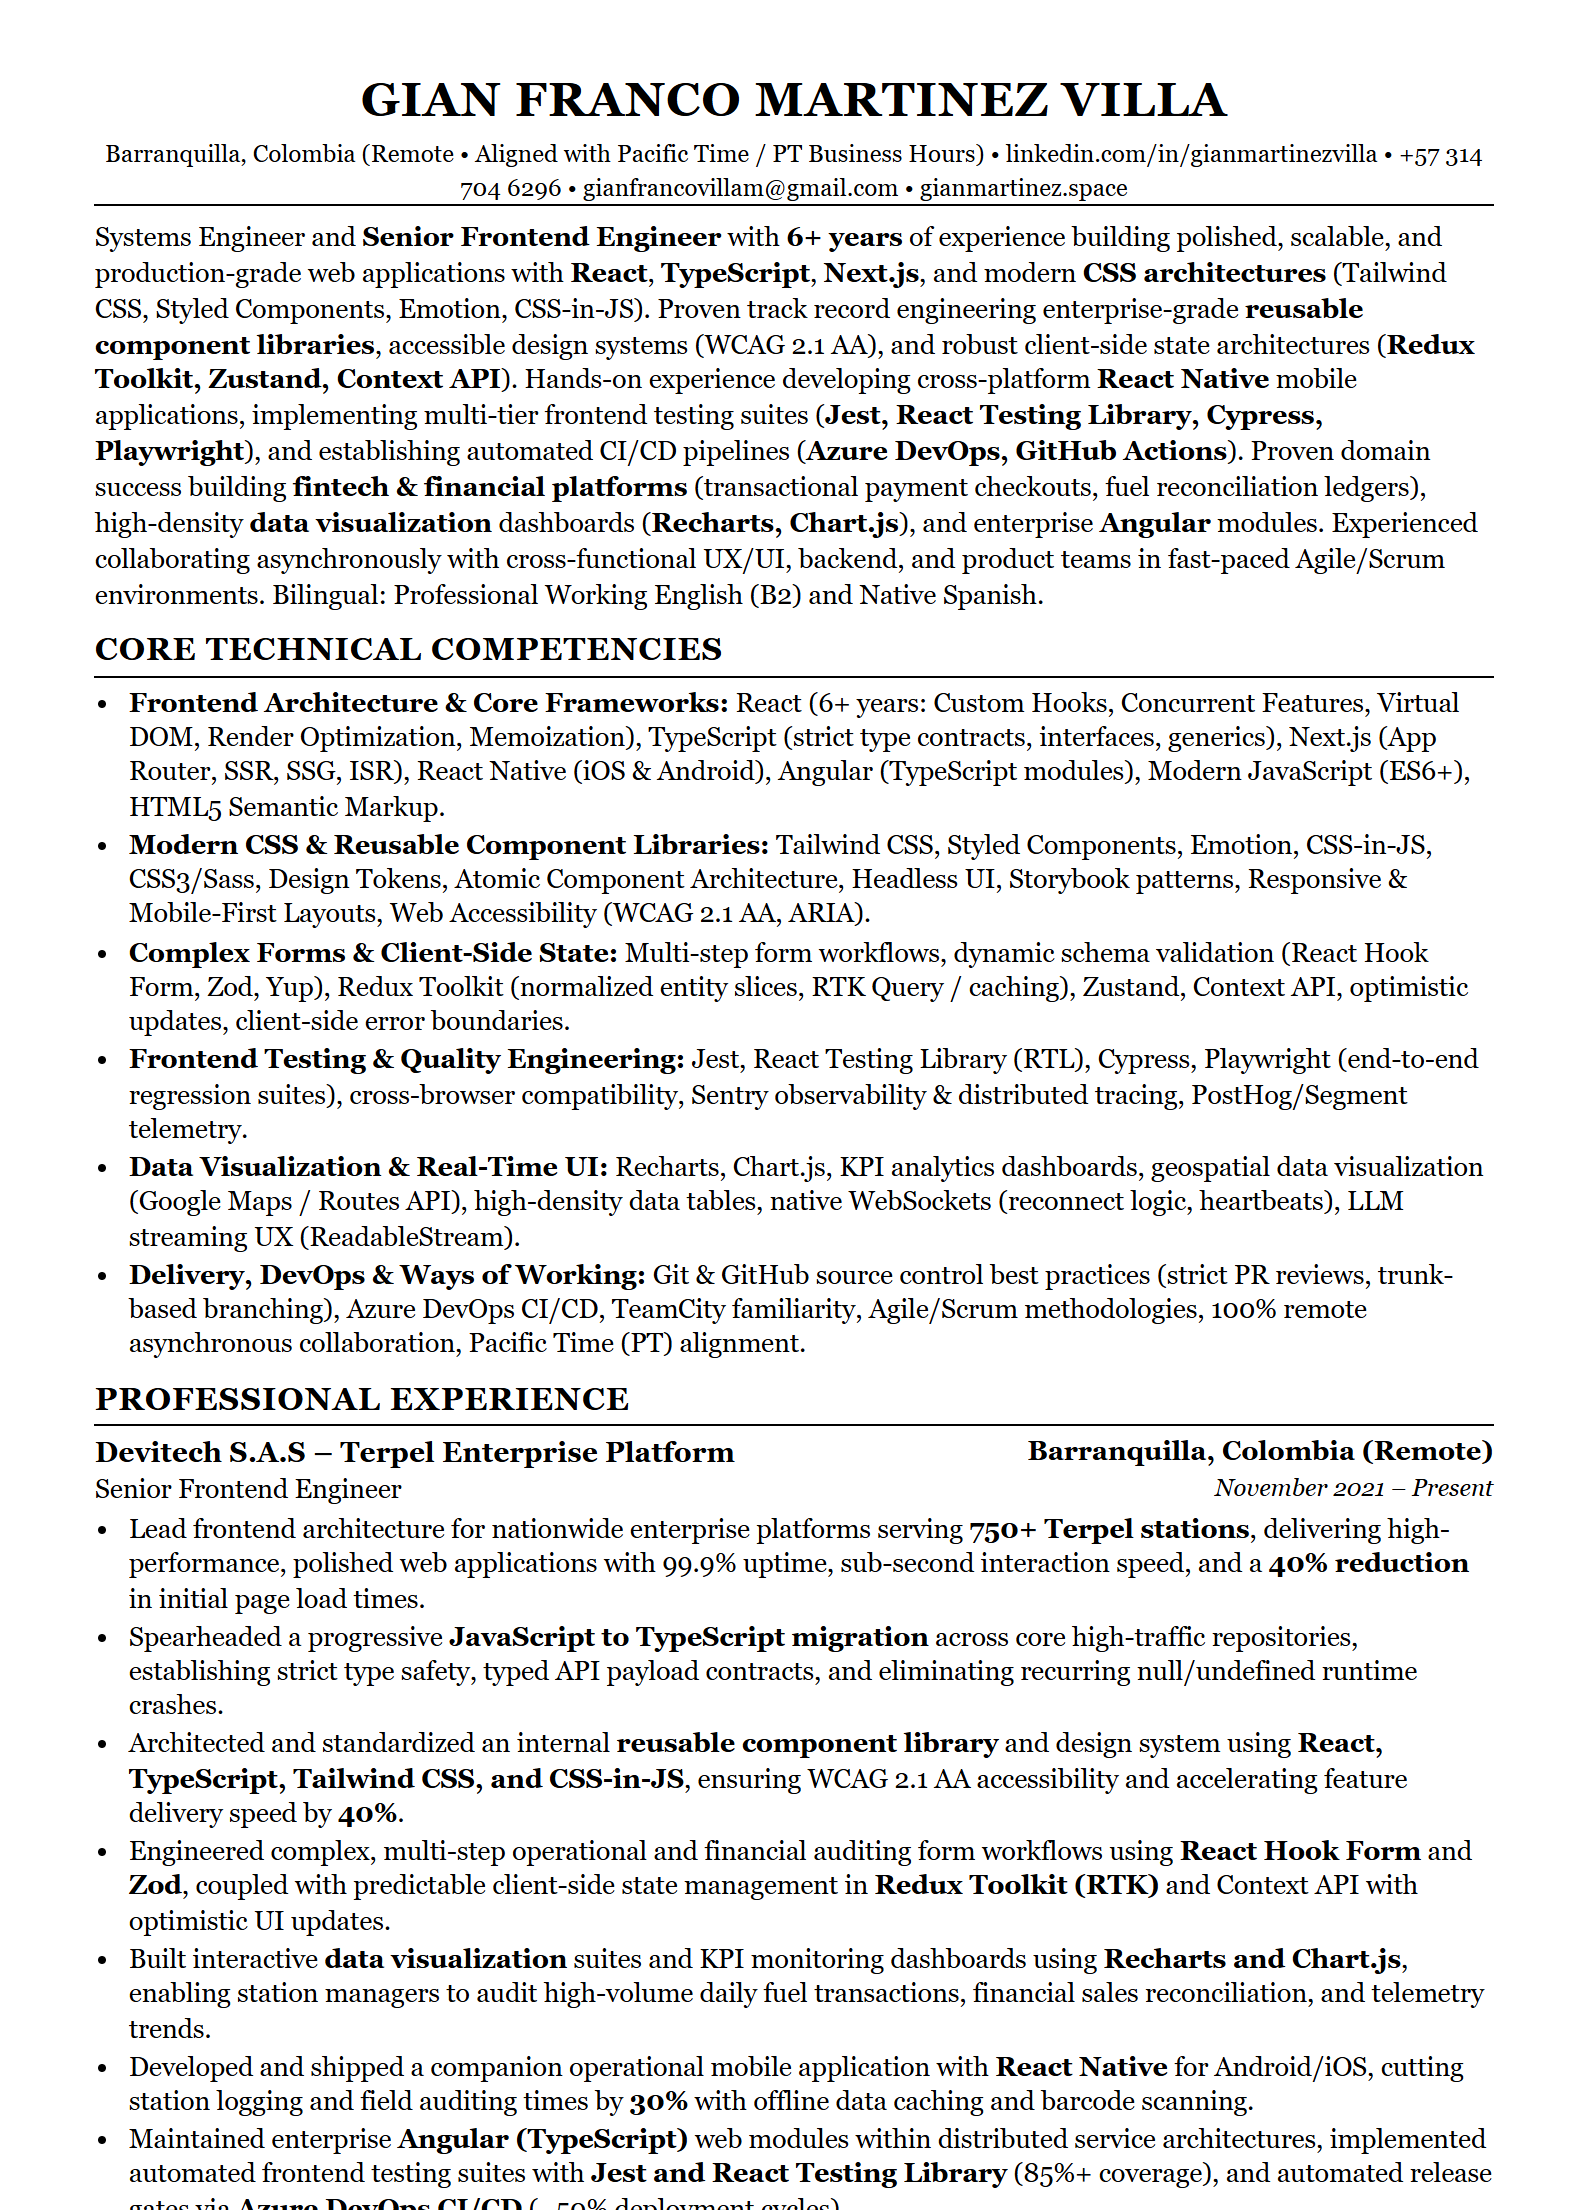 GIAN FRANCO MARTINEZ VILLA
Barranquilla, Colombia (Remote • Aligned with Pacific Time / PT Business Hours) • linkedin.com/in/gianmartinezvilla • +57 314
704 6296 • gianfrancovillam@gmail.com • gianmartinez.space
Systems Engineer and Senior Frontend Engineer with 6+ years of experience building polished, scalable, and
production-grade web applications with React, TypeScript, Next.js, and modern CSS architectures (Tailwind
CSS, Styled Components, Emotion, CSS-in-JS). Proven track record engineering enterprise-grade reusable
component libraries, accessible design systems (WCAG 2.1 AA), and robust client-side state architectures (Redux
Toolkit, Zustand, Context API). Hands-on experience developing cross-platform React Native mobile
applications, implementing multi-tier frontend testing suites (Jest, React Testing Library, Cypress,
Playwright), and establishing automated CI/CD pipelines (Azure DevOps, GitHub Actions). Proven domain
success building fintech & financial platforms (transactional payment checkouts, fuel reconciliation ledgers),
high-density data visualization dashboards (Recharts, Chart.js), and enterprise Angular modules. Experienced
collaborating asynchronously with cross-functional UX/UI, backend, and product teams in fast-paced Agile/Scrum
environments. Bilingual: Professional Working English (B2) and Native Spanish.
CORE TECHNICAL COMPETENCIES
• Frontend Architecture & Core Frameworks: React (6+ years: Custom Hooks, Concurrent Features, Virtual
DOM, Render Optimization, Memoization), TypeScript (strict type contracts, interfaces, generics), Next.js (App
Router, SSR, SSG, ISR), React Native (iOS & Android), Angular (TypeScript modules), Modern JavaScript (ES6+),
HTML5 Semantic Markup.
• Modern CSS & Reusable Component Libraries: Tailwind CSS, Styled Components, Emotion, CSS-in-JS,
CSS3/Sass, Design Tokens, Atomic Component Architecture, Headless UI, Storybook patterns, Responsive &
Mobile-First Layouts, Web Accessibility (WCAG 2.1 AA, ARIA).
• Complex Forms & Client-Side State: Multi-step form workflows, dynamic schema validation (React Hook
Form, Zod, Yup), Redux Toolkit (normalized entity slices, RTK Query / caching), Zustand, Context API, optimistic
updates, client-side error boundaries.
• Frontend Testing & Quality Engineering: Jest, React Testing Library (RTL), Cypress, Playwright (end-to-end
regression suites), cross-browser compatibility, Sentry observability & distributed tracing, PostHog/Segment
telemetry.
• Data Visualization & Real-Time UI: Recharts, Chart.js, KPI analytics dashboards, geospatial data visualization
(Google Maps / Routes API), high-density data tables, native WebSockets (reconnect logic, heartbeats), LLM
streaming UX (ReadableStream).
• Delivery, DevOps & Ways of Working: Git & GitHub source control best practices (strict PR reviews, trunk-
based branching), Azure DevOps CI/CD, TeamCity familiarity, Agile/Scrum methodologies, 100% remote
asynchronous collaboration, Pacific Time (PT) alignment.
PROFESSIONAL EXPERIENCE
Devitech S.A.S – Terpel Enterprise Platform Barranquilla, Colombia (Remote)
Senior Frontend Engineer November 2021 – Present
• Lead frontend architecture for nationwide enterprise platforms serving 750+ Terpel stations, delivering high-
performance, polished web applications with 99.9% uptime, sub-second interaction speed, and a 40% reduction
in initial page load times.
• Spearheaded a progressive JavaScript to TypeScript migration across core high-traffic repositories,
establishing strict type safety, typed API payload contracts, and eliminating recurring null/undefined runtime
crashes.
• Architected and standardized an internal reusable component library and design system using React,
TypeScript, Tailwind CSS, and CSS-in-JS, ensuring WCAG 2.1 AA accessibility and accelerating feature
delivery speed by 40%.
• Engineered complex, multi-step operational and financial auditing form workflows using React Hook Form and
Zod, coupled with predictable client-side state management in Redux Toolkit (RTK) and Context API with
optimistic UI updates.
• Built interactive data visualization suites and KPI monitoring dashboards using Recharts and Chart.js,
enabling station managers to audit high-volume daily fuel transactions, financial sales reconciliation, and telemetry
trends.
• Developed and shipped a companion operational mobile application with React Native for Android/iOS, cutting
station logging and field auditing times by 30% with offline data caching and barcode scanning.
• Maintained enterprise Angular (TypeScript) web modules within distributed service architectures, implemented
automated frontend testing suites with Jest and React Testing Library (85%+ coverage), and automated release
gates via Azure DevOps CI/CD (-50% deployment cycles)